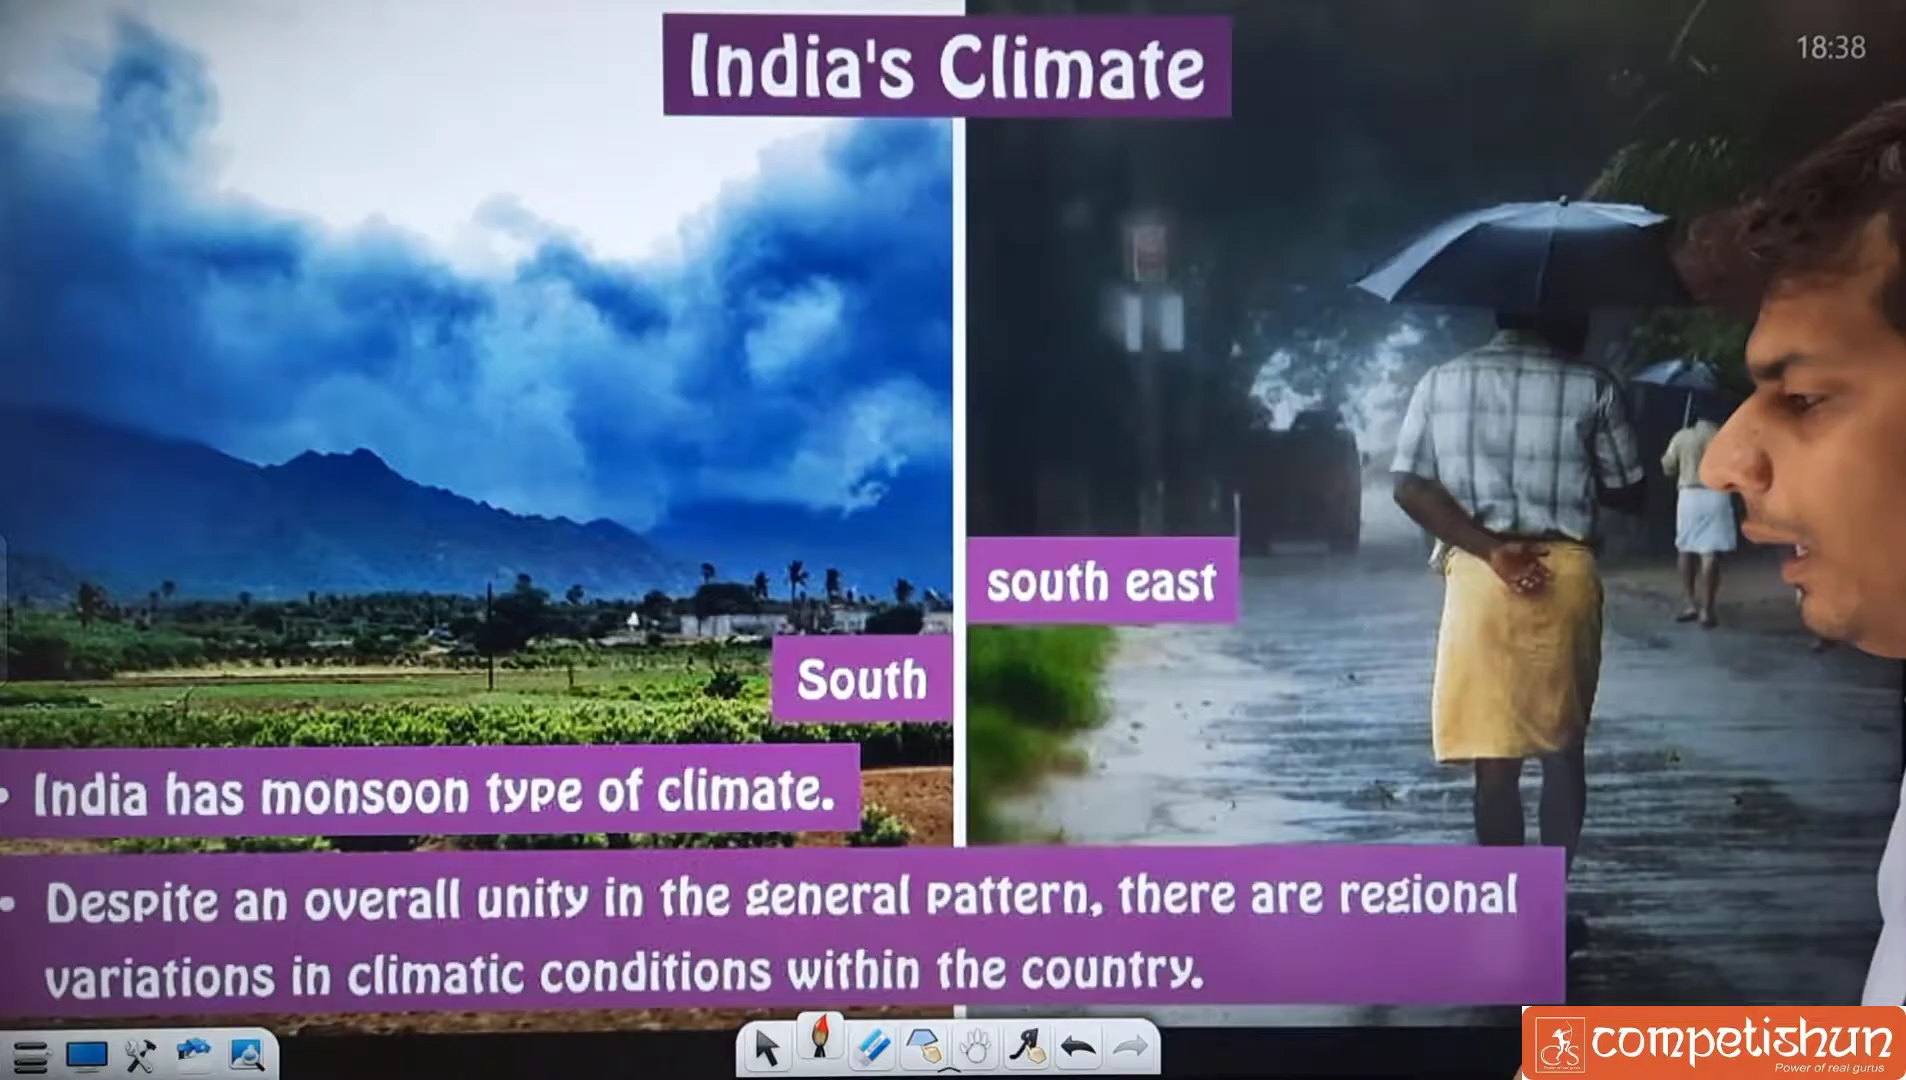 India's Climate
18:38
south east
South
• India has monsoon type of climate.
• Despite an overall unity in the general pattern, there are regional
variations in climatic conditions within the country.
competishun
Power of real gurus